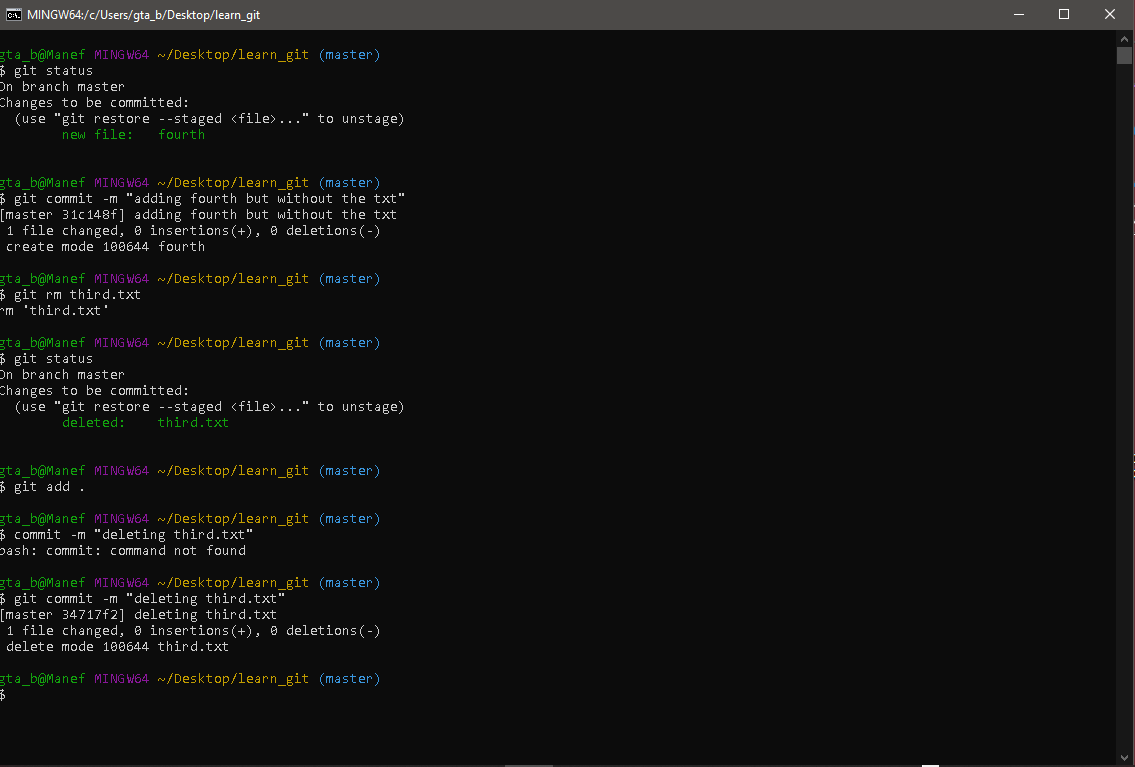 MINGW64:/c/Users/gta_b/Desktop/learn_git
gta_b@Manef MINGW64 ~/Desktop/learn_git (master)
$ git status
On branch master
Changes to be committed:
  (use "git restore --staged <file>..." to unstage)
        new file:   fourth
gta_b@Manef MINGW64 ~/Desktop/learn_git (master)
$ git commit -m "adding fourth but without the txt"
[master 31c148f] adding fourth but without the txt
 1 file changed, 0 insertions(+), 0 deletions(-)
 create mode 100644 fourth
gta_b@Manef MINGW64 ~/Desktop/learn_git (master)
$ git rm third.txt
rm 'third.txt'
gta_b@Manef MINGW64 ~/Desktop/learn_git (master)
$ git status
On branch master
Changes to be committed:
  (use "git restore --staged <file>..." to unstage)
        deleted:    third.txt
gta_b@Manef MINGW64 ~/Desktop/learn_git (master)
$ git add .
gta_b@Manef MINGW64 ~/Desktop/learn_git (master)
$ commit -m "deleting third.txt"
bash: commit: command not found
gta_b@Manef MINGW64 ~/Desktop/learn_git (master)
$ git commit -m "deleting third.txt"
[master 34717f2] deleting third.txt
 1 file changed, 0 insertions(+), 0 deletions(-)
 delete mode 100644 third.txt
gta_b@Manef MINGW64 ~/Desktop/learn_git (master)
$